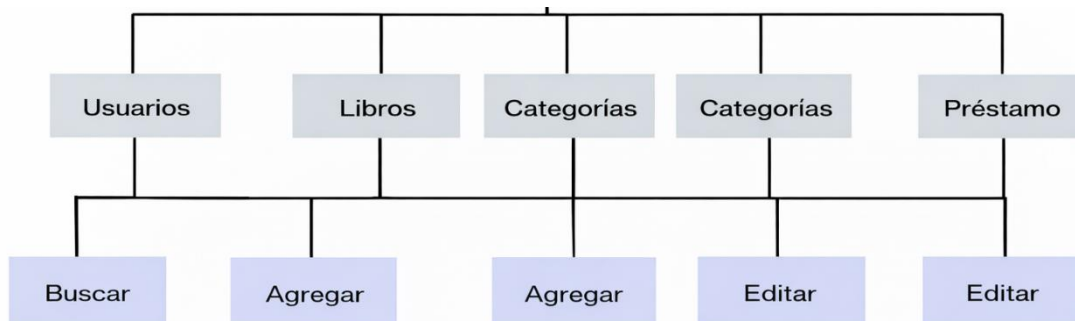 Usuarios
Libros
Categorías
Categorías
Préstamo
Buscar
Agregar
Agregar
Editar
Editar